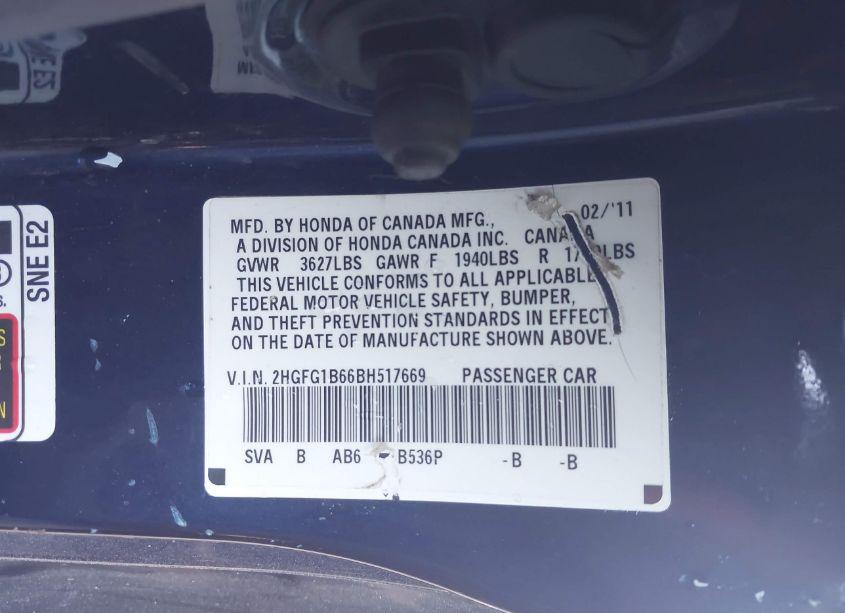 02/'11
MFD. BY HONDA OF CANADA MFG.,
A DIVISION OF HONDA CANADA INC. CANADA
GVWR 3627LBS GAWR F 1940LBS R
THIS VEHICLE CONFORMS TO ALL APPLICABLE
FEDERAL MOTOR VEHICLE SAFETY, BUMPER,
AND THEFT PREVENTION STANDARDS IN EFFECT
ON THE DATE OF MANUFACTURE SHOWN ABOVE.
V.I.N. 2HGFG1B66BH517669 PASSENGER CAR
SVA B AB6 B536P -B -B
SNE E2